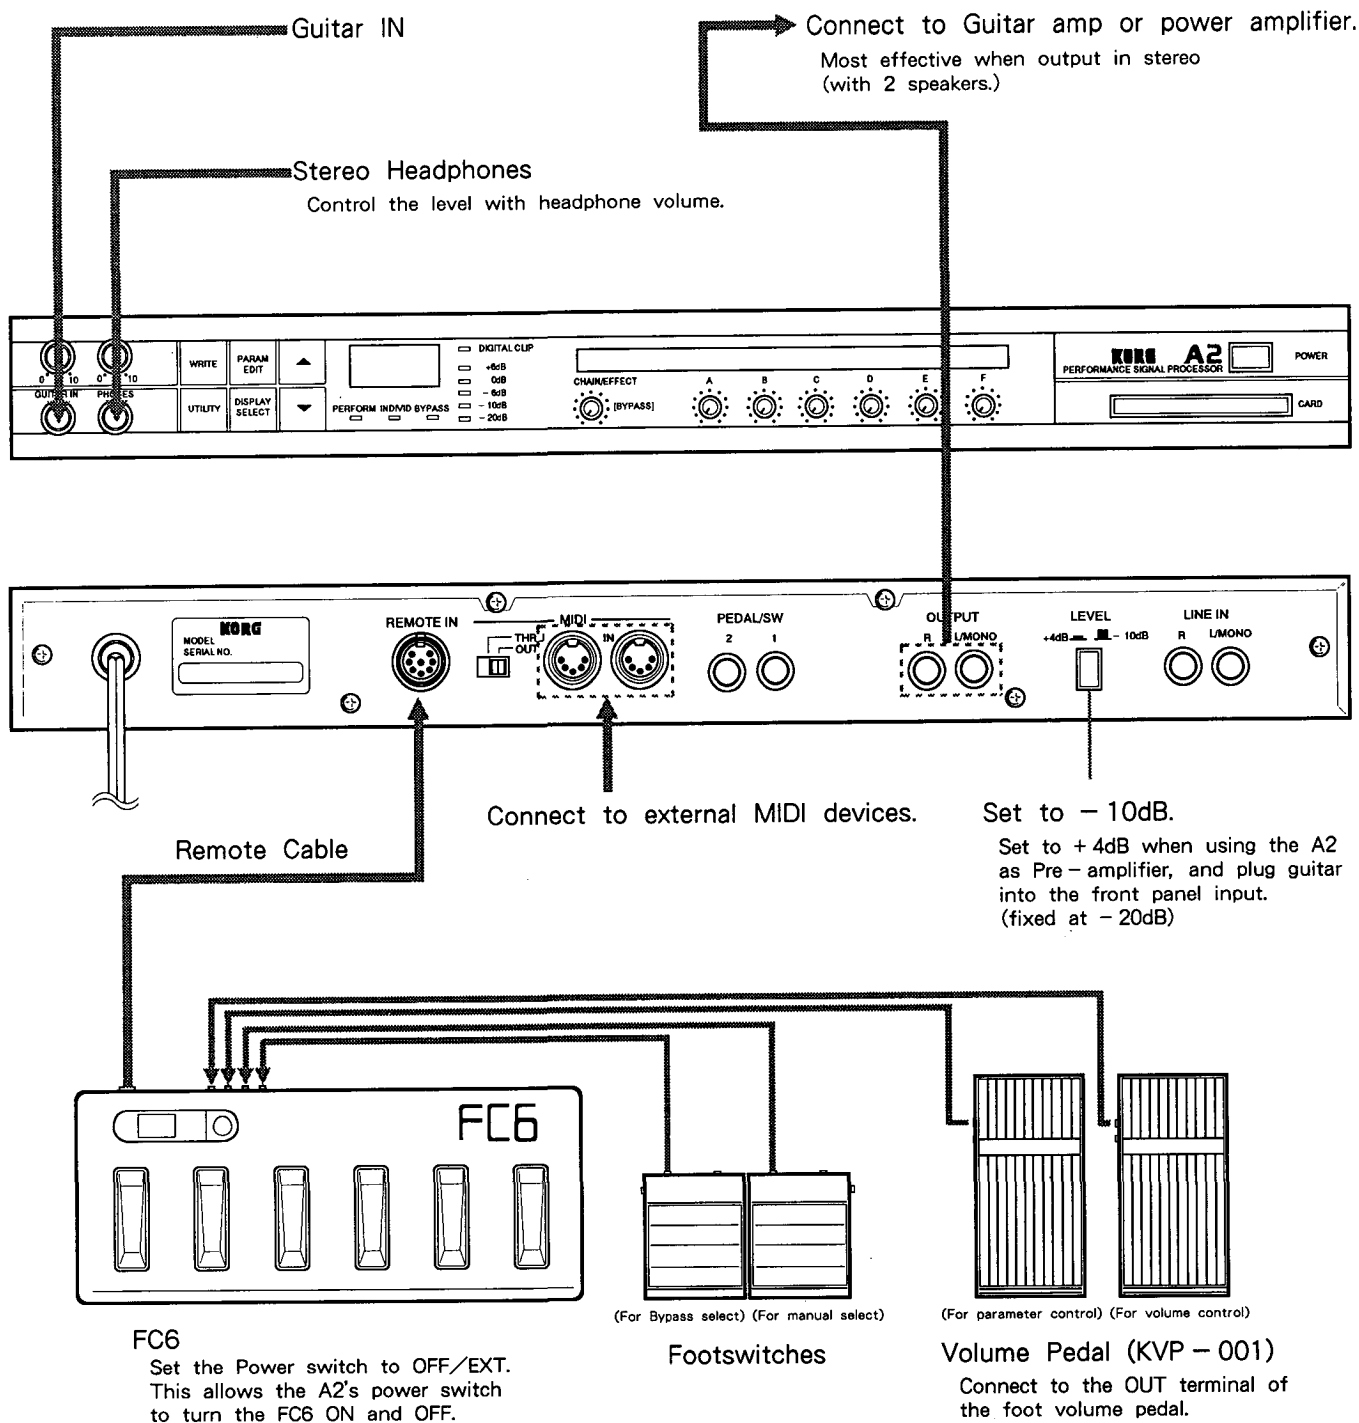 Guitar IN
Connect to Guitar amp or power amplifier.
Most effective when output in stereo
(with 2 speakers.)
Stereo Headphones
Control the level with headphone volume.
0 10 0 10
GUITAR IN PHONES
WRITE
PARAM
EDIT
UTILITY
DISPLAY
SELECT
PERFORM INDIVID BYPASS
DIGITAL CLIP
+6dB
0dB
− 6dB
− 10dB
− 20dB
CHAIN/EFFECT
[BYPASS]
A B C D E F
KORG A2
PERFORMANCE SIGNAL PROCESSOR
POWER
CARD
KORG
MODEL
SERIAL NO.
REMOTE IN
THRU
OUT
MIDI
IN
PEDAL/SW
2 1
OUTPUT
R L/MONO
LEVEL
+4dB − 10dB
LINE IN
R L/MONO
Connect to external MIDI devices.
Set to − 10dB.
Set to + 4dB when using the A2
as Pre − amplifier, and plug guitar
into the front panel input.
(fixed at − 20dB)
Remote Cable
FC6
(For Bypass select) (For manual select)
(For parameter control) (For volume control)
FC6
Set the Power switch to OFF/EXT.
This allows the A2's power switch
to turn the FC6 ON and OFF.
Footswitches
Volume Pedal (KVP − 001)
Connect to the OUT terminal of
the foot volume pedal.